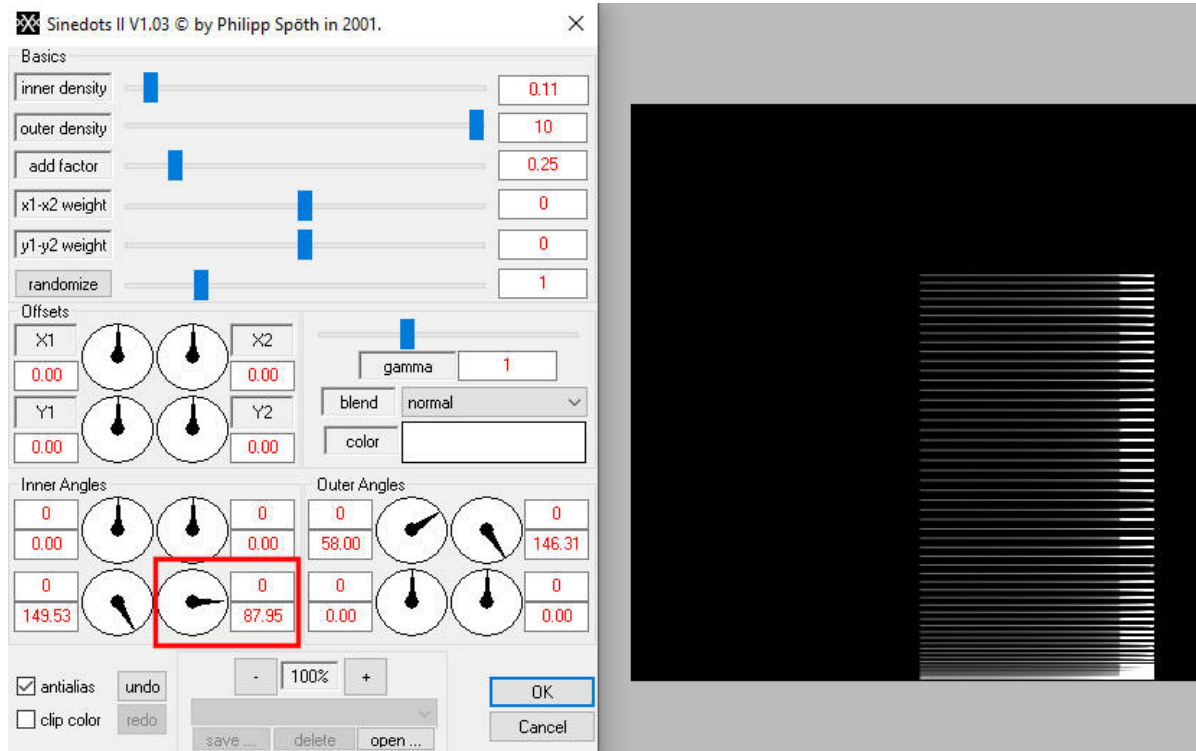 Sinedots II V1.03 © by Philipp Spöth in 2001.
Basics
inner density 0.11
outer density 10
add factor 0.25
x1-x2 weight 0
y1-y2 weight 0
randomize 1
Offsets
X1 X2
0.00 0.00
gamma 1
Y1 Y2
blend normal
0.00 0.00
color
Inner Angles Outer Angles
0 0 0 0
0.00 0.00 58.00 146.31
0 0 0 0
149.53 87.95 0.00 0.00
antialias undo - 100% +
OK
clip color redo
Cancel
save ... delete open ...